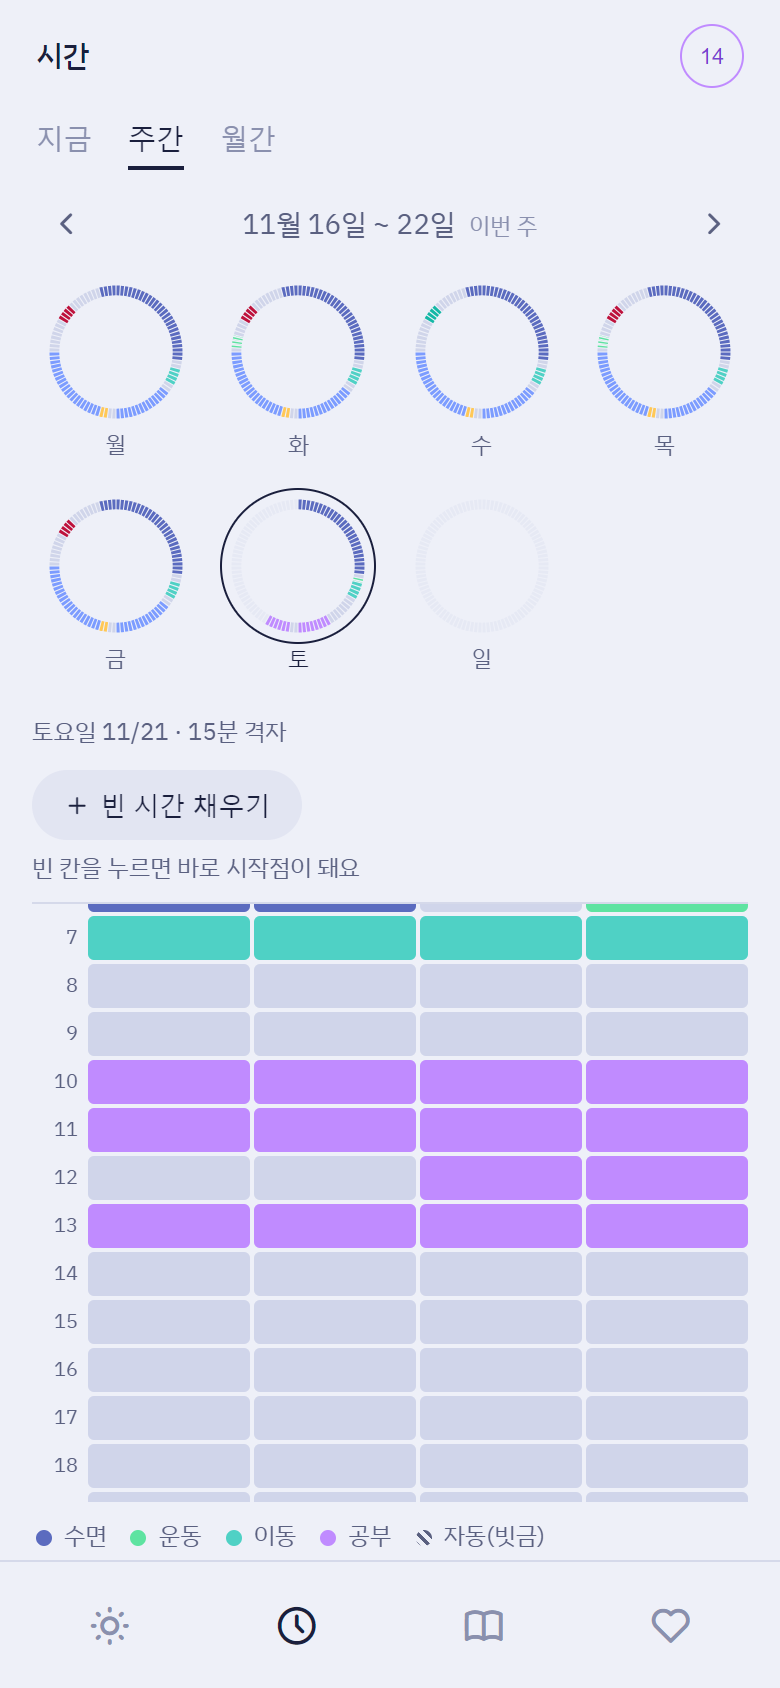 시간
14
지금 주간 월간
11월 16일 ~ 22일 이번 주
월 화 수 목
금 토 일
토요일 11/21 · 15분 격자
+ 빈 시간 채우기
빈 칸을 누르면 바로 시작점이 돼요
7
8
9
10
11
12
13
14
15
16
17
18
수면 운동 이동 공부 자동(빗금)